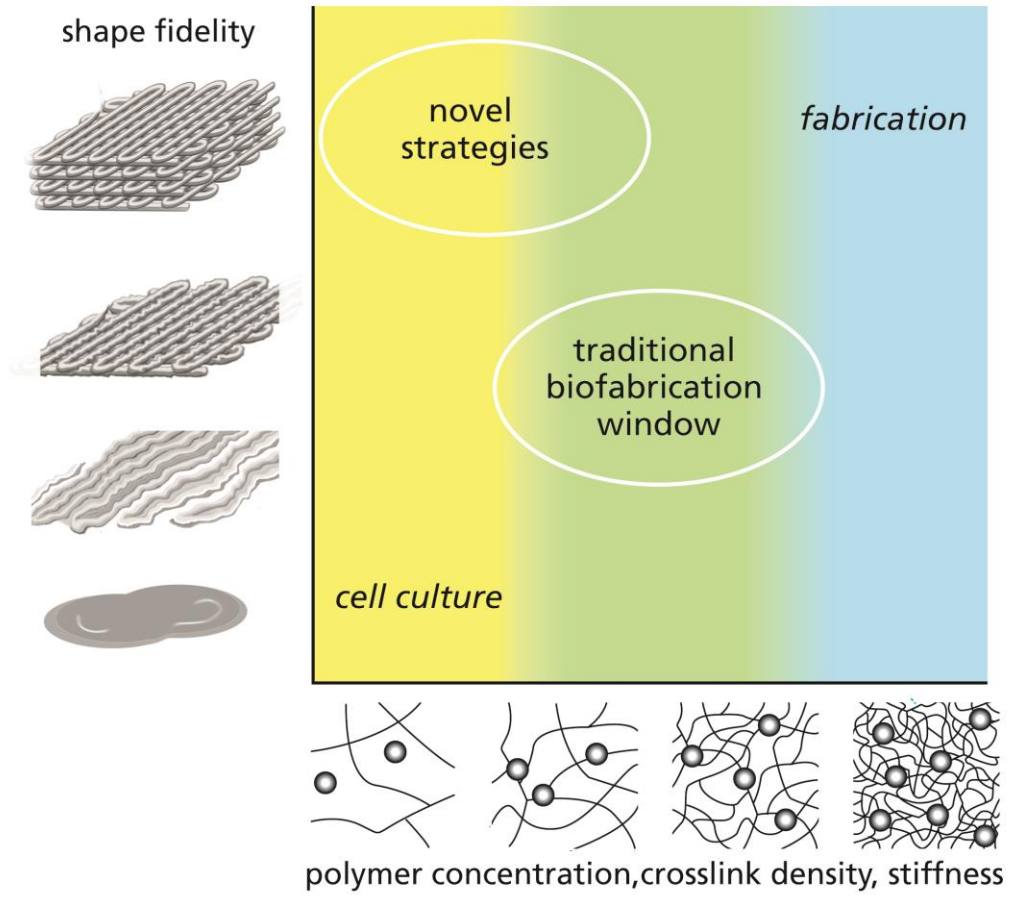 shape fidelity
novel
strategies
fabrication
traditional
biofabrication
window
cell culture
polymer concentration,crosslink density, stiffness